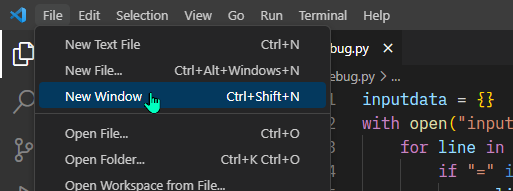 File Edit Selection View Go Run Terminal Help
New Text File Ctrl+N
ebug.py
New File... Ctrl+Alt+Windows+N
ebug.py > ...
New Window Ctrl+Shift+N
1 inputdata = {}
with open("input
Open File... Ctrl+O
for line in
Open Folder... Ctrl+K Ctrl+O
if "=" i
Open Workspace from File...